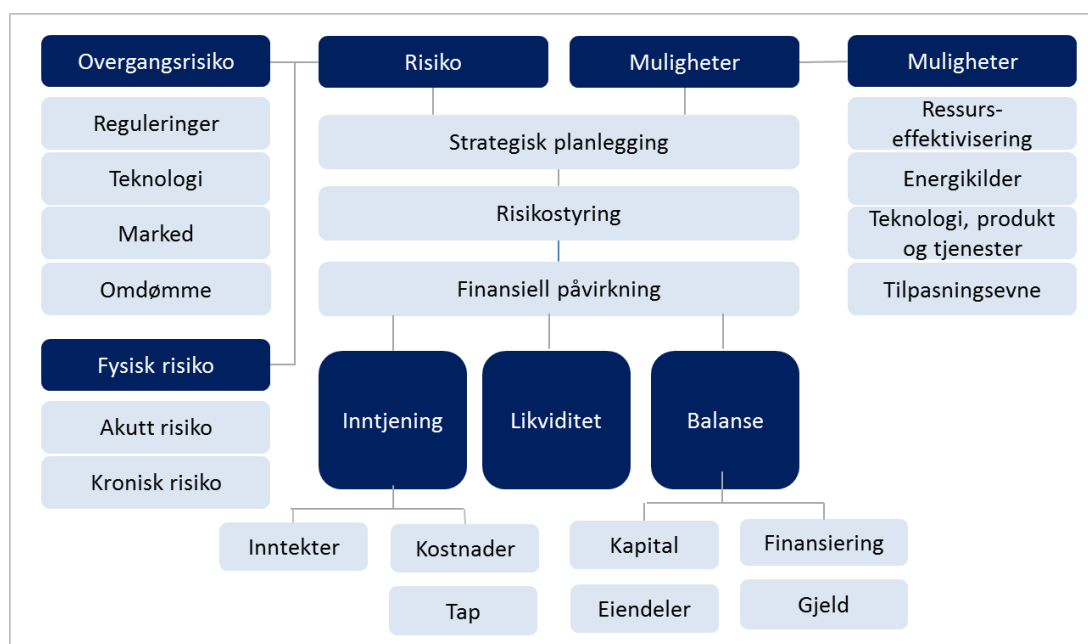 Overgangsrisiko
Risiko
Muligheter
Muligheter
Reguleringer
Teknologi
Marked
Omdømme
Fysisk risiko
Akutt risiko
Kronisk risiko
Strategisk planlegging
Risikostyring
Finansiell påvirkning
Ressurs-
effektivisering
Energikilder
Teknologi, produkt
og tjenester
Tilpasningsevne
Inntjening
Likviditet
Balanse
Inntekter
Kostnader
Tap
Kapital
Eiendeler
Finansiering
Gjeld